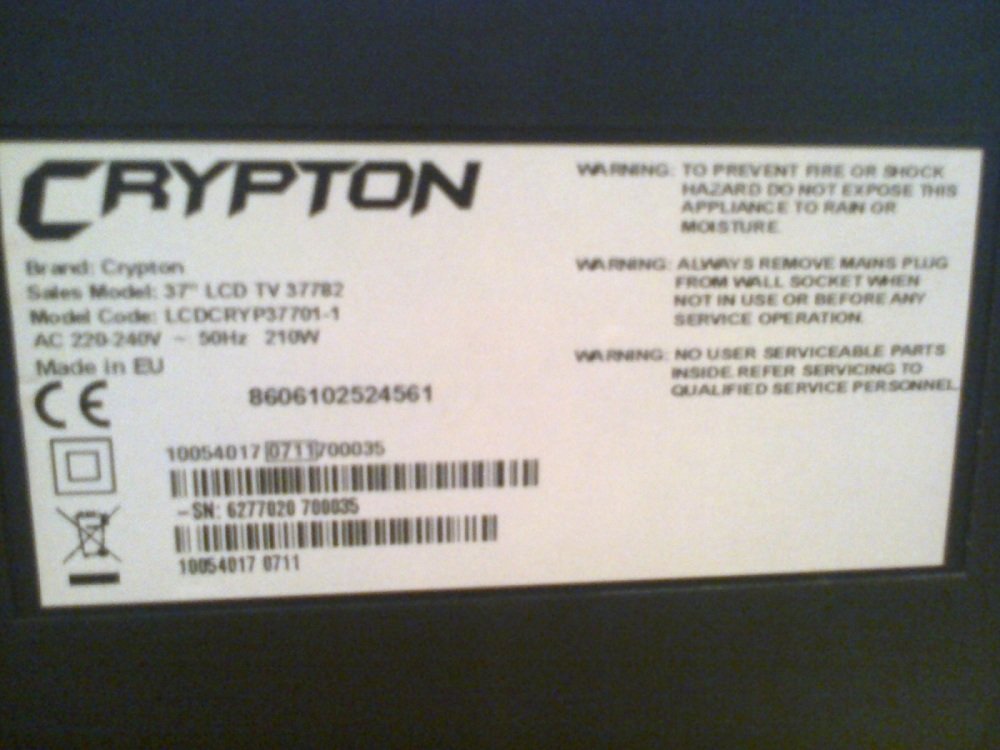 CRYPTON
Brand: Crypton
Sales Model: 37" LCD TV 37782
Model Code: LCDCRYP37701-1
AC 220-240V ~ 50Hz 210W
Made in EU
CE
8606102524561
10054017 0711 700035
-SN: 6277020 700035
10054017 0711
WARNING: TO PREVENT FIRE OR SHOCK
HAZARD DO NOT EXPOSE THIS
APPLIANCE TO RAIN OR
MOISTURE.
WARNING: ALWAYS REMOVE MAINS PLUG
FROM WALL SOCKET WHEN
NOT IN USE OR BEFORE ANY
SERVICE OPERATION.
WARNING: NO USER SERVICEABLE PARTS
INSIDE. REFER SERVICING TO
QUALIFIED SERVICE PERSONNEL.